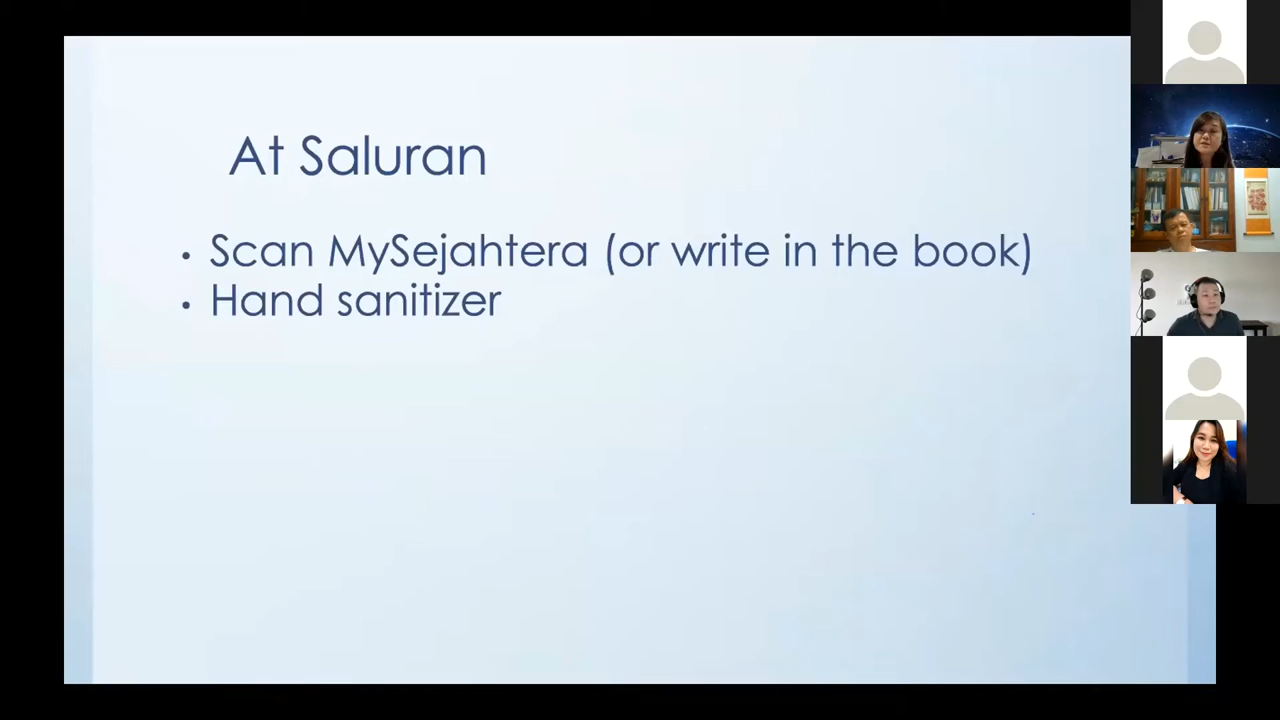 At Saluran
• Scan MySejahtera (or write in the book)
• Hand sanitizer